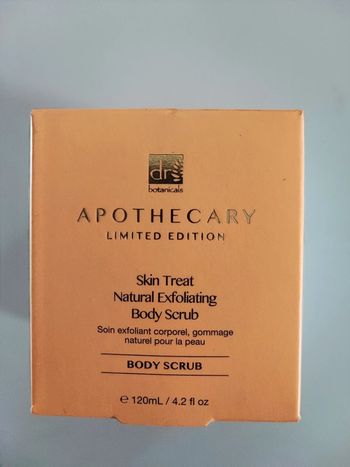 dr
botanicals
APOTHECARY
LIMITED EDITION
Skin Treat
Natural Exfoliating
Body Scrub
Soin exfoliant corporel, gommage
naturel pour la peau
BODY SCRUB
℮ 120mL / 4.2 fl oz